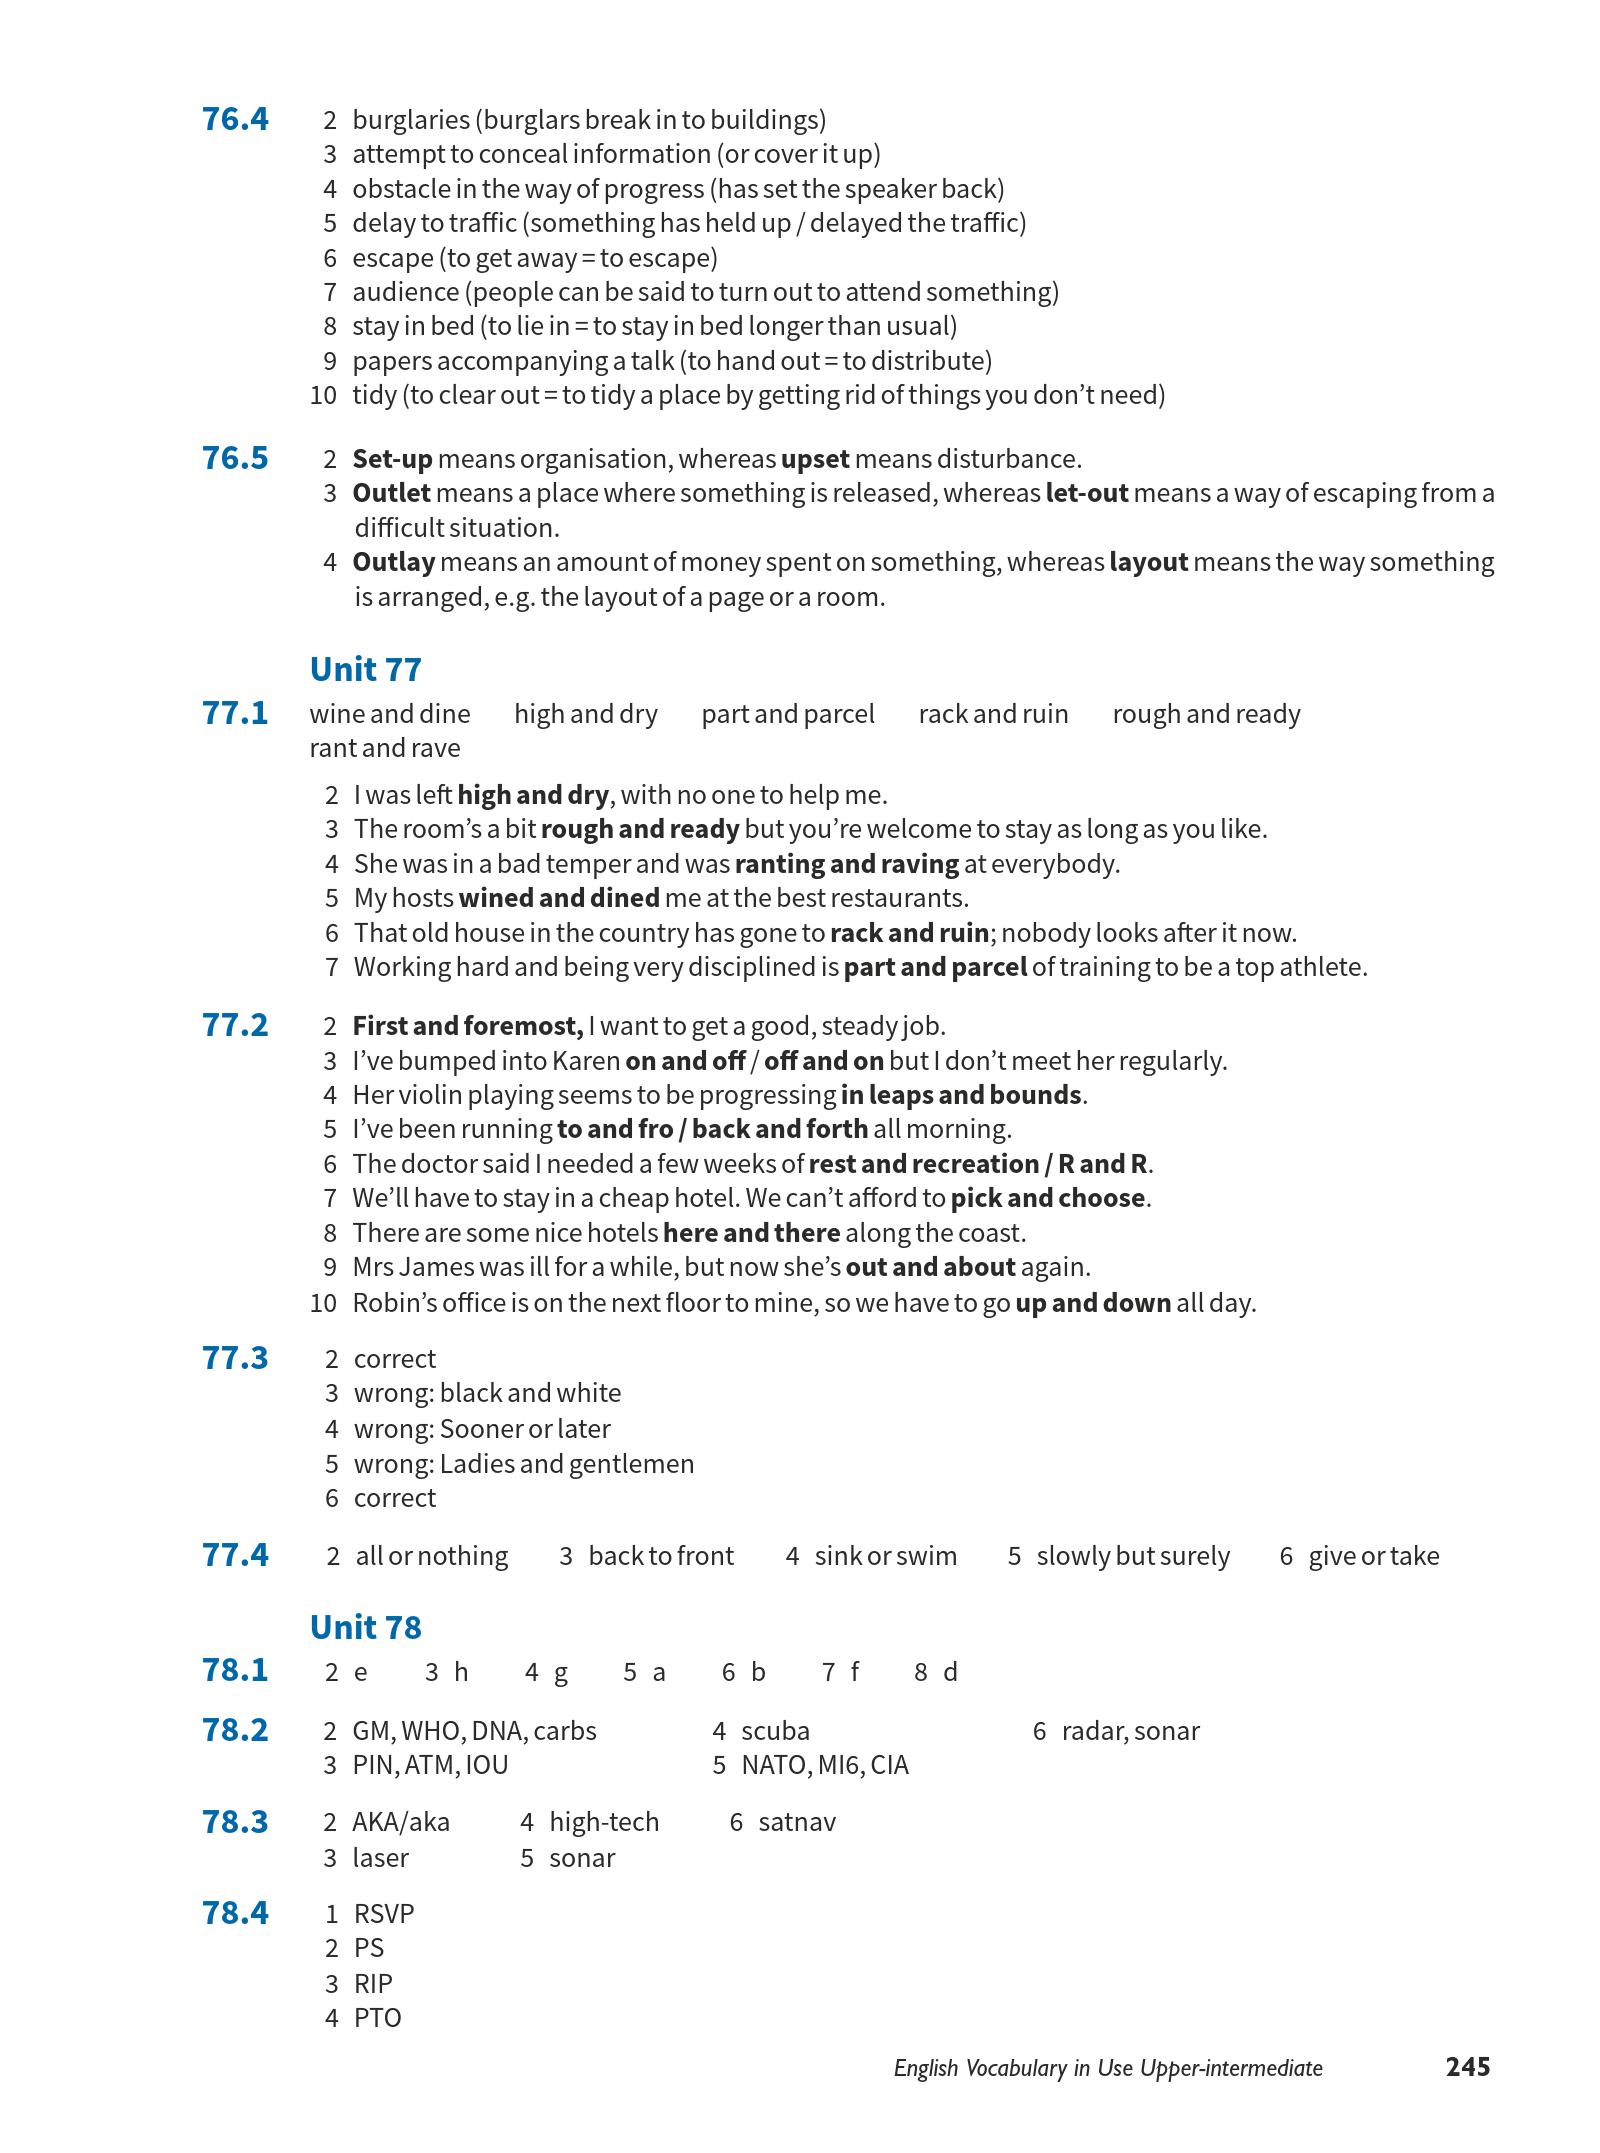 76.4 2 burglaries (burglars break in to buildings)
3 attempt to conceal information (or cover it up)
4 obstacle in the way of progress (has set the speaker back)
5 delay to traffic (something has held up / delayed the traffic)
6 escape (to get away = to escape)
7 audience (people can be said to turn out to attend something)
8 stay in bed (to lie in = to stay in bed longer than usual)
9 papers accompanying a talk (to hand out = to distribute)
10 tidy (to clear out = to tidy a place by getting rid of things you don’t need)
76.5 2 Set-up means organisation, whereas upset means disturbance.
3 Outlet means a place where something is released, whereas let-out means a way of escaping from a
difficult situation.
4 Outlay means an amount of money spent on something, whereas layout means the way something
is arranged, e.g. the layout of a page or a room.
Unit 77
77.1 wine and dine high and dry part and parcel rack and ruin rough and ready
rant and rave
2 I was left high and dry, with no one to help me.
3 The room’s a bit rough and ready but you’re welcome to stay as long as you like.
4 She was in a bad temper and was ranting and raving at everybody.
5 My hosts wined and dined me at the best restaurants.
6 That old house in the country has gone to rack and ruin; nobody looks after it now.
7 Working hard and being very disciplined is part and parcel of training to be a top athlete.
77.2 2 First and foremost, I want to get a good, steady job.
3 I’ve bumped into Karen on and off / off and on but I don’t meet her regularly.
4 Her violin playing seems to be progressing in leaps and bounds.
5 I’ve been running to and fro / back and forth all morning.
6 The doctor said I needed a few weeks of rest and recreation / R and R.
7 We’ll have to stay in a cheap hotel. We can’t afford to pick and choose.
8 There are some nice hotels here and there along the coast.
9 Mrs James was ill for a while, but now she’s out and about again.
10 Robin’s office is on the next floor to mine, so we have to go up and down all day.
77.3 2 correct
3 wrong: black and white
4 wrong: Sooner or later
5 wrong: Ladies and gentlemen
6 correct
77.4 2 all or nothing 3 back to front 4 sink or swim 5 slowly but surely 6 give or take
Unit 78
78.1 2 e 3 h 4 g 5 a 6 b 7 f 8 d
78.2 2 GM, WHO, DNA, carbs 4 scuba 6 radar, sonar
3 PIN, ATM, IOU 5 NATO, MI6, CIA
78.3 2 AKA/aka 4 high-tech 6 satnav
3 laser 5 sonar
78.4 1 RSVP
2 PS
3 RIP
4 PTO
English Vocabulary in Use Upper-intermediate 245